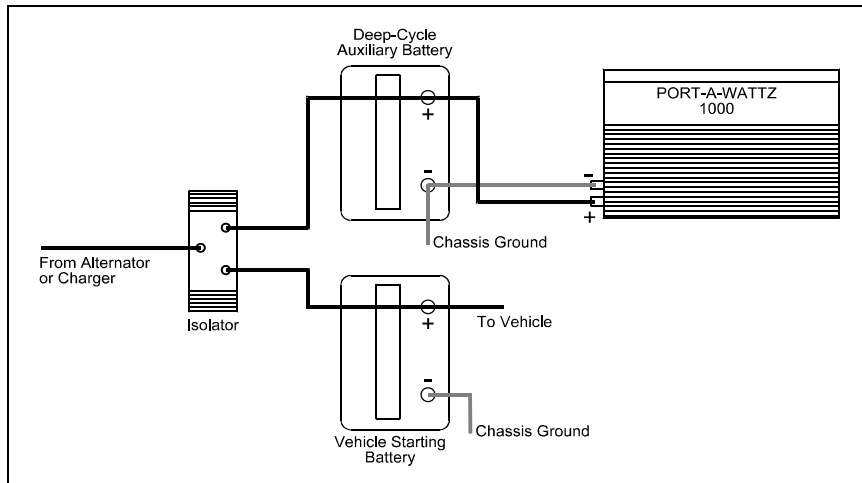 Deep-Cycle
Auxiliary Battery
PORT-A-WATTZ
1000
+
-
-
+
Chassis Ground
From Alternator
or Charger
Isolator
+
To Vehicle
-
Chassis Ground
Vehicle Starting
Battery